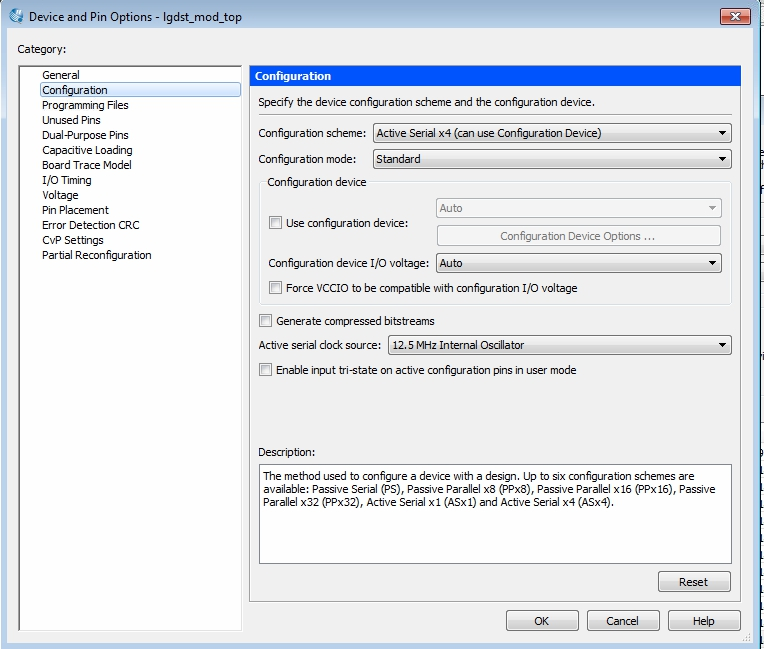 Device and Pin Options - lgdst_mod_top
Category:
General
Configuration
Programming Files
Unused Pins
Dual-Purpose Pins
Capacitive Loading
Board Trace Model
I/O Timing
Voltage
Pin Placement
Error Detection CRC
CvP Settings
Partial Reconfiguration
Configuration
Specify the device configuration scheme and the configuration device.
Configuration scheme: Active Serial x4 (can use Configuration Device)
Configuration mode: Standard
Configuration device
Auto
Use configuration device:
Configuration Device Options ...
Configuration device I/O voltage: Auto
Force VCCIO to be compatible with configuration I/O voltage
Generate compressed bitstreams
Active serial clock source: 12.5 MHz Internal Oscillator
Enable input tri-state on active configuration pins in user mode
Description:
The method used to configure a device with a design. Up to six configuration schemes are
available: Passive Serial (PS), Passive Parallel x8 (PPx8), Passive Parallel x16 (PPx16), Passive
Parallel x32 (PPx32), Active Serial x1 (ASx1) and Active Serial x4 (ASx4).
Reset
OK Cancel Help